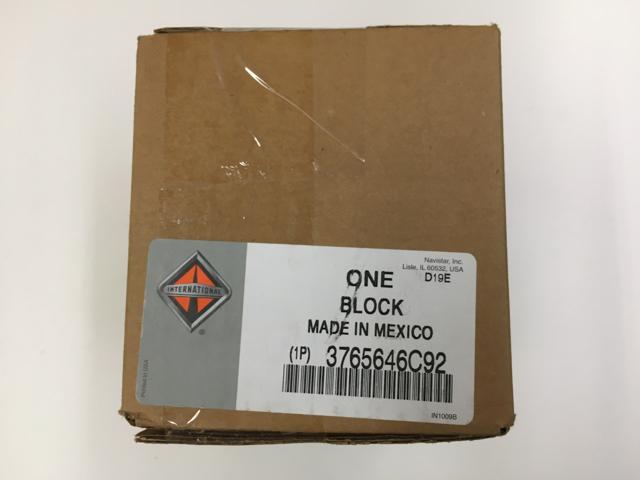 Navistar, Inc.
Lisle, IL 60532, USA
ONE D19E
BLOCK
MADE IN MEXICO
(1P) 3765646C92
INTERNATIONAL
®
Printed in USA
IN1009B